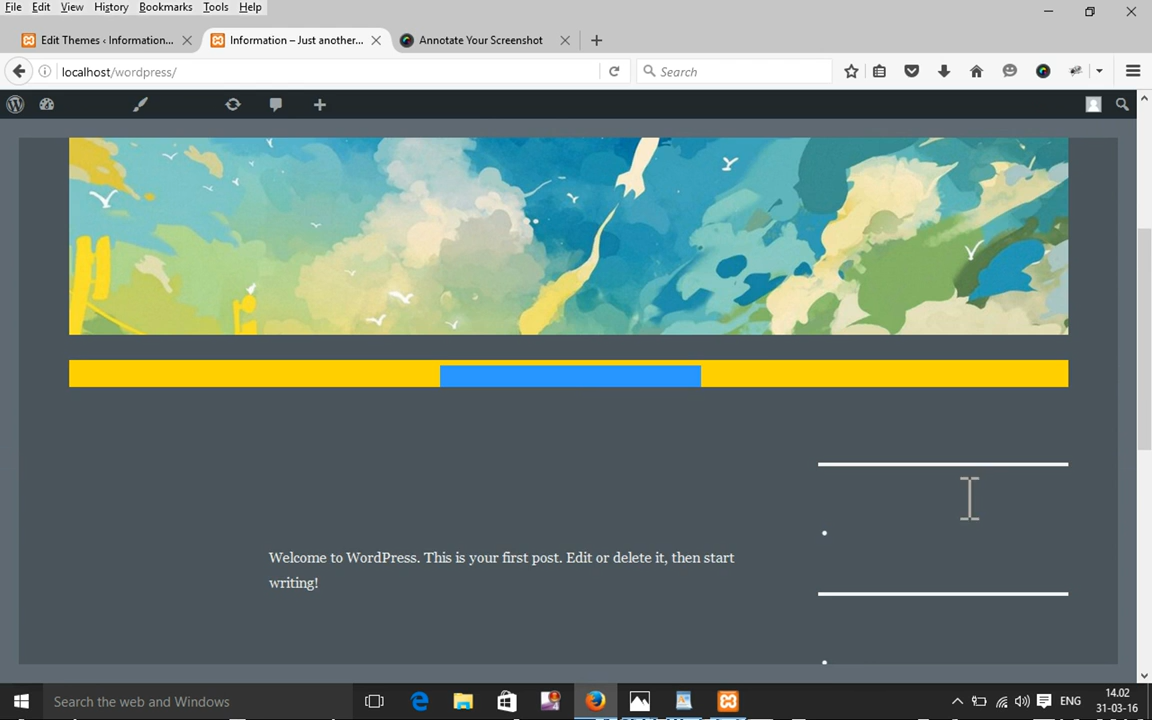 File Edit View History Bookmarks Tools Help
Edit Themes ‹ Information...
Information – Just another...
Annotate Your Screenshot
localhost/wordpress/
Search
Welcome to WordPress. This is your first post. Edit or delete it, then start
writing!
Search the web and Windows
ENG
14.02
31-03-16